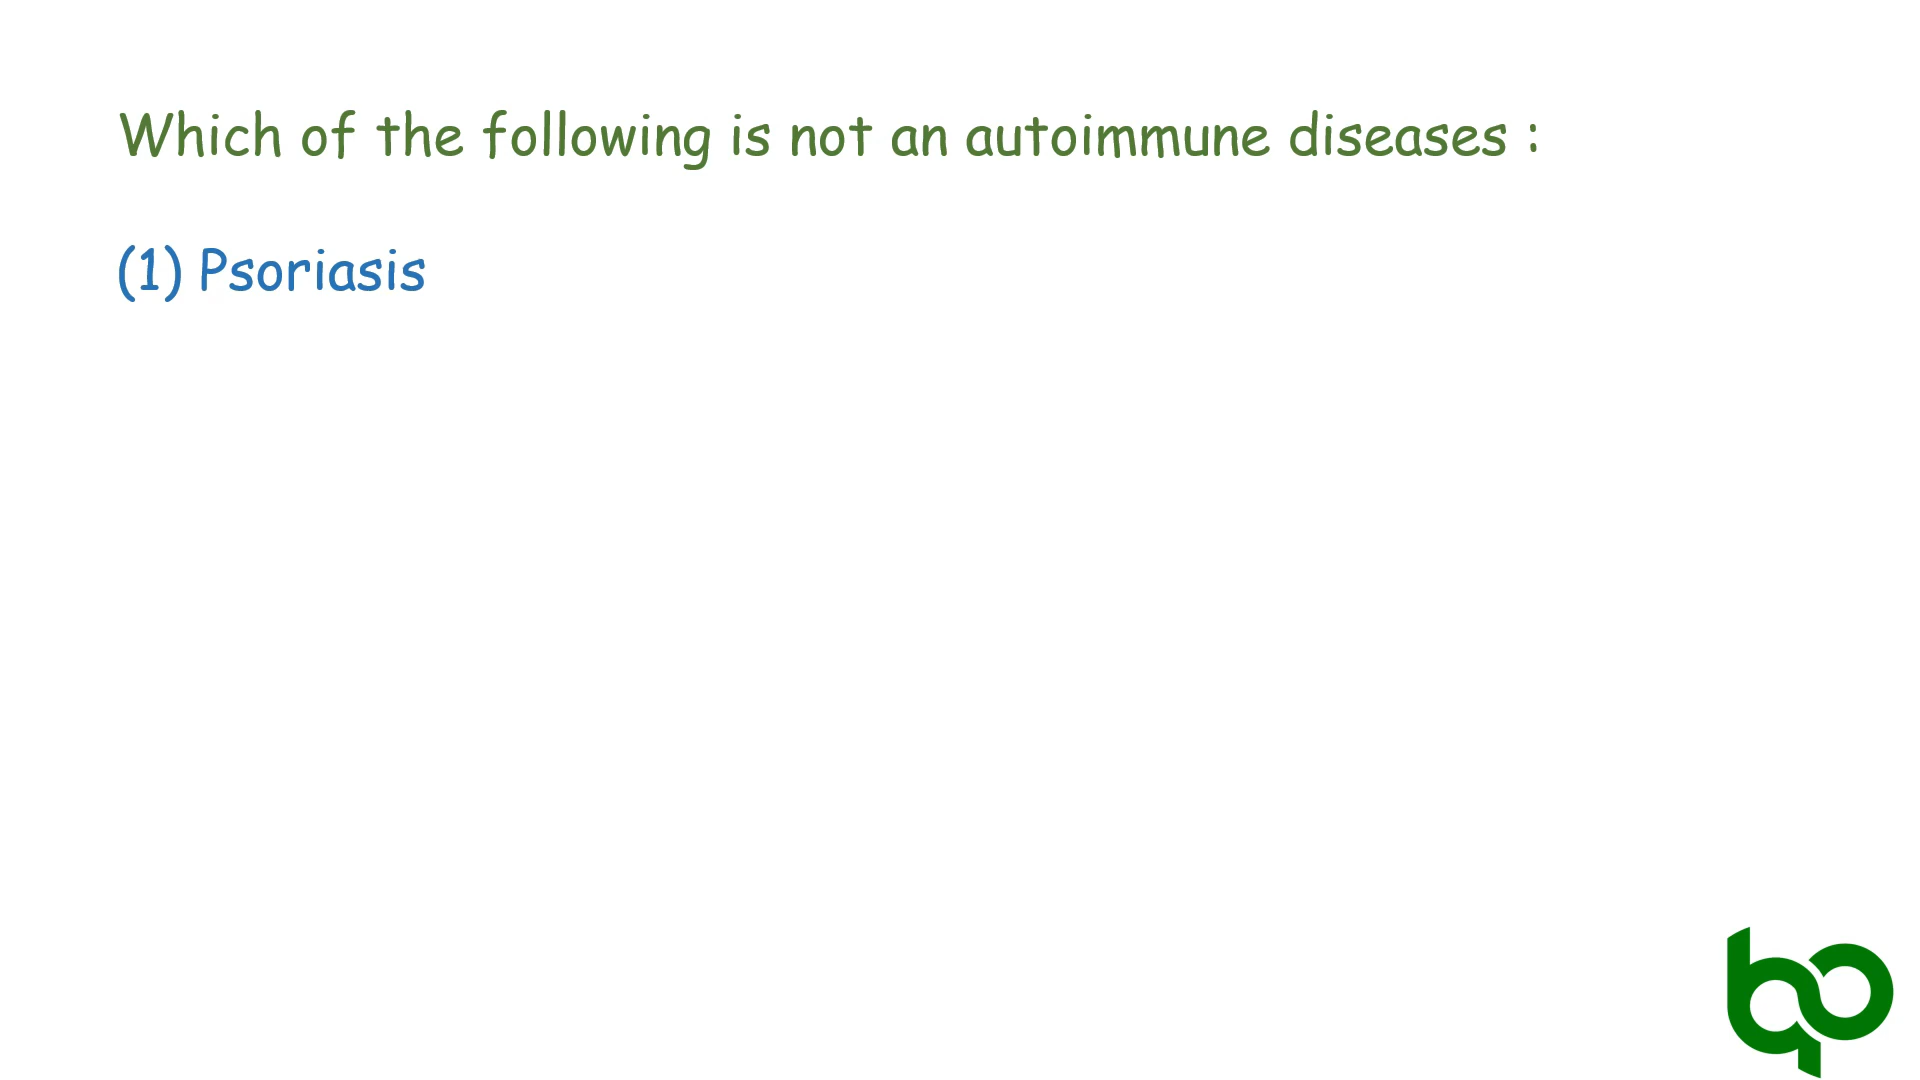 Which of the following is not an autoimmune diseases :
(1) Psoriasis